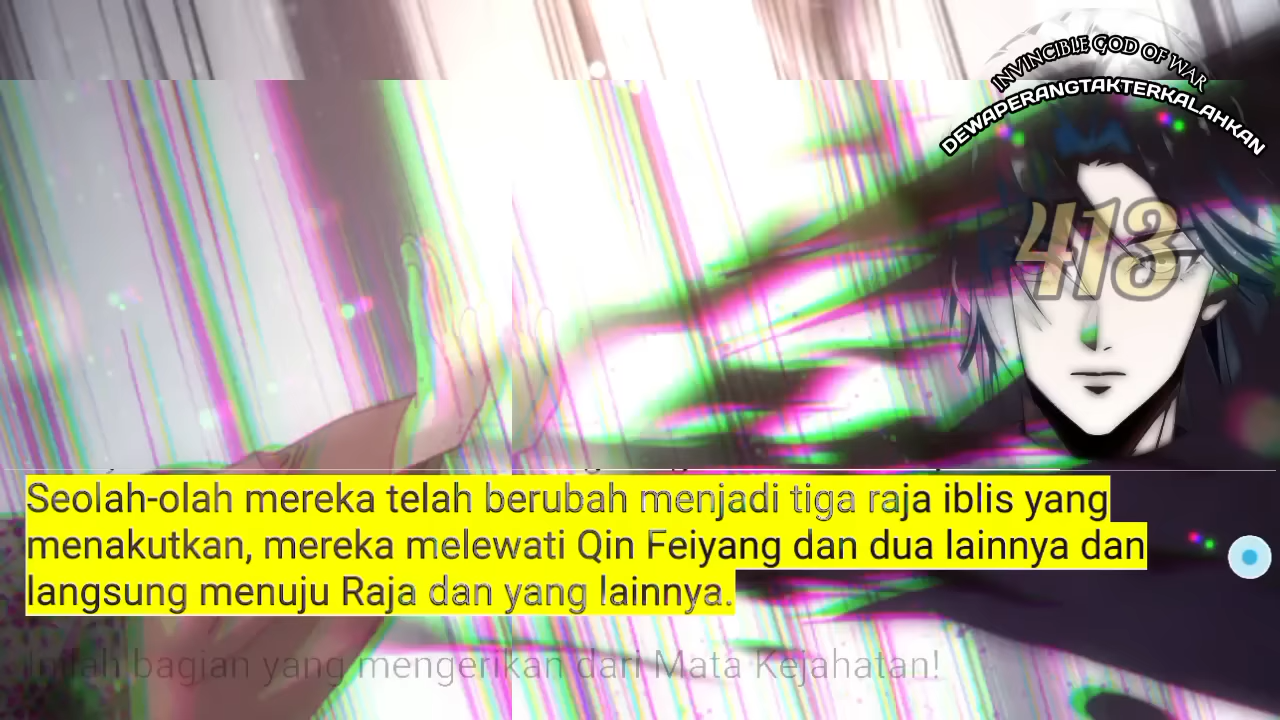 INVINCIBLE GOD OF WAR
DEWAPERANGTAKTERKALAHKAN
413
Seolah-olah mereka telah berubah menjadi tiga raja iblis yang
menakutkan, mereka melewati Qin Feiyang dan dua lainnya dan
langsung menuju Raja dan yang lainnya.
Inilah bagian yang mengerikan dari Mata Kejahatan!